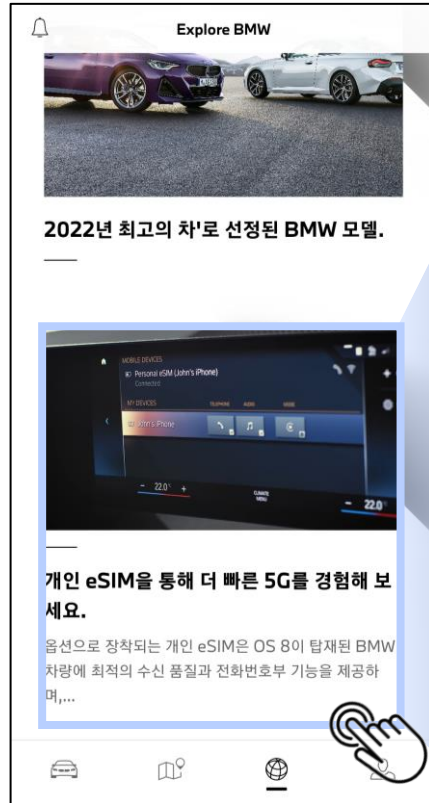 Explore BMW
2022년 최고의 차'로 선정된 BMW 모델.
MOBILE DEVICES
Personal eSIM (John's iPhone)
Connected
MY DEVICES
TELEPHONE AUDIO
John's iPhone
- 22.0° +
CLIMATE
MENU
- 22.0°
개인 eSIM을 통해 더 빠른 5G를 경험해 보
세요.
옵션으로 장착되는 개인 eSIM은 OS 8이 탑재된 BMW
차량에 최적의 수신 품질과 전화번호부 기능을 제공하
며,...